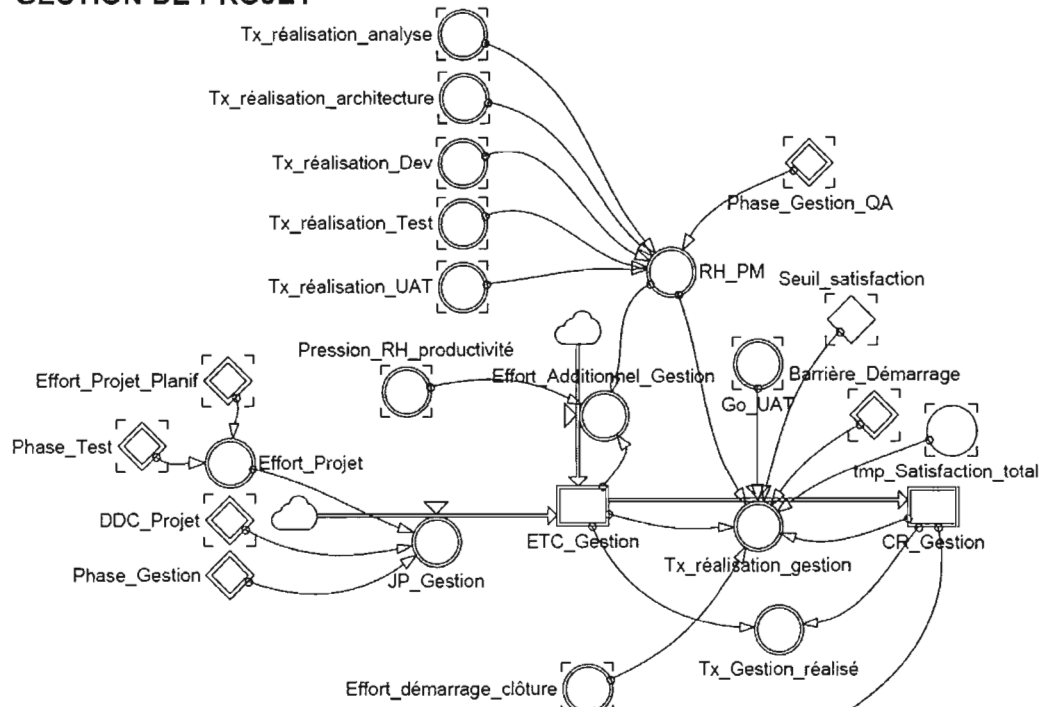 GESTION DE PROJET
Tx_réalisation_analyse
Tx_réalisation_architecture
Tx_réalisation_Dev
Phase_Gestion_QA
Tx_réalisation_Test
RH_PM
Tx_réalisation_UAT
Seuil_satisfaction
Pression_RH_productivité
Effort_Projet_Planif
Effort_Additionnel_Gestion
Barrière_Démarrage
Go_UAT
Phase_Test
Effort_Projet
tmp_Satisfaction_total
DDC_Projet
ETC_Gestion
CR_Gestion
Tx_réalisation_gestion
Phase_Gestion
JP_Gestion
Tx_Gestion_réalisé
Effort_démarrage_clôture